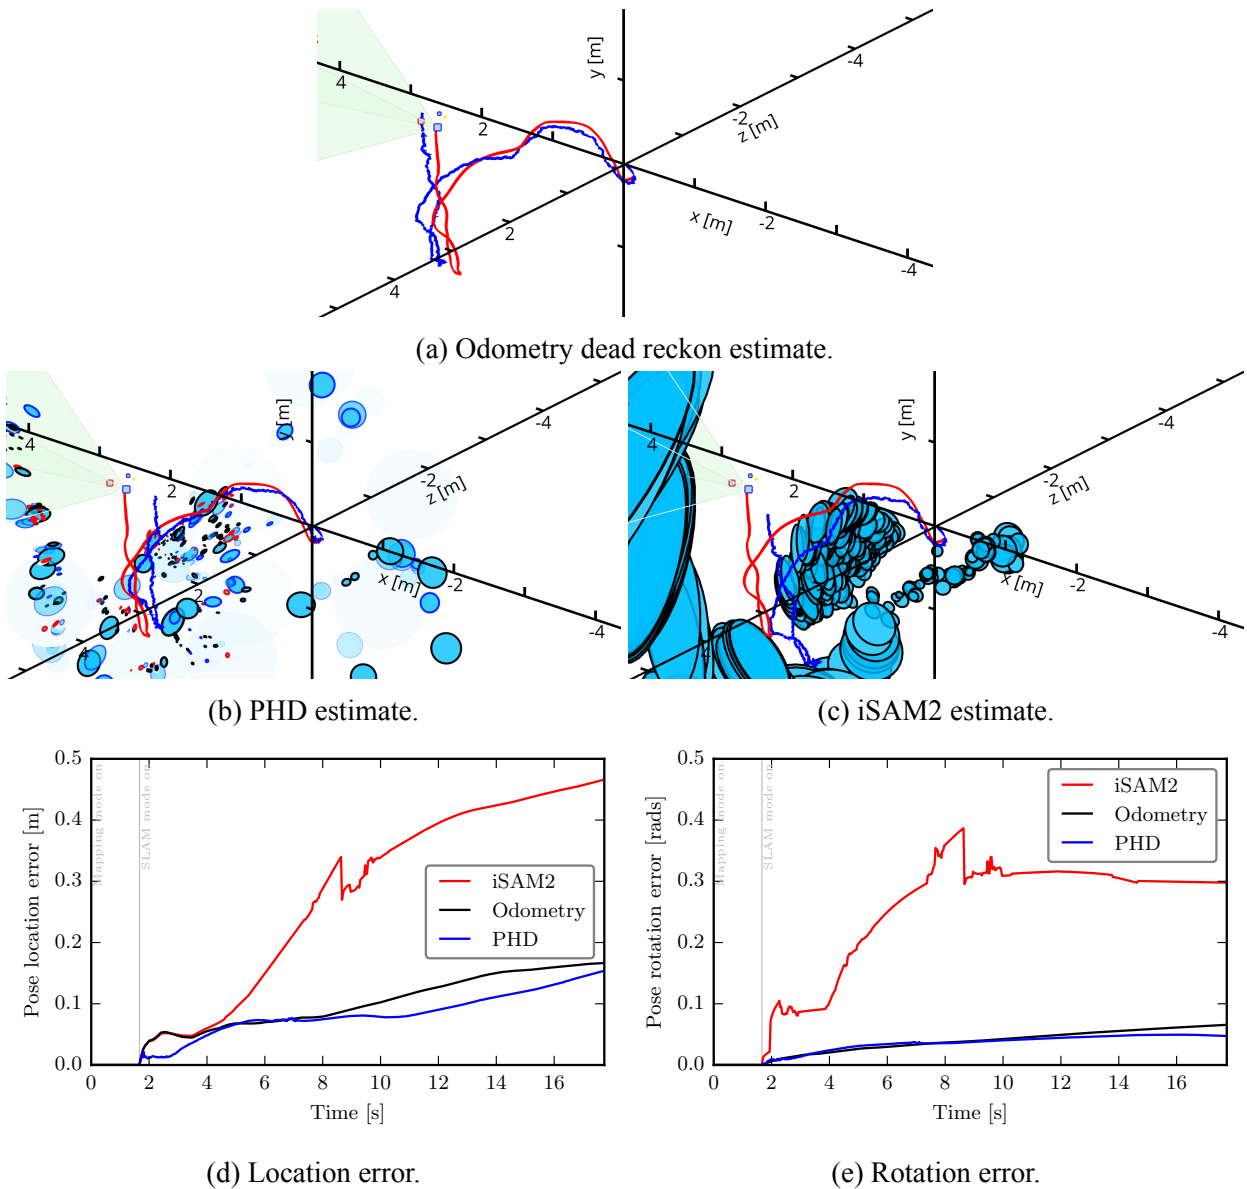 y [m]
-4
4
2
-2
z [m]
2
x [m]
-2
4
-4
(a) Odometry dead reckon estimate.
y [m]
4
-4
2
-2
z [m]
x [m]
-2
2
-4
4
(b) PHD estimate.
y [m]
4
-4
2
-2
z [m]
x [m]
-2
-4
4
(c) iSAM2 estimate.
Pose location error [m]
0.5
0.4
0.3
0.2
0.1
0.0
Mapping mode on
SLAM mode on
iSAM2
Odometry
PHD
0 2 4 6 8 10 12 14 16
Time [s]
(d) Location error.
Pose rotation error [rads]
0.5
0.4
0.3
0.2
0.1
0.0
Mapping mode on
SLAM mode on
iSAM2
Odometry
PHD
0 2 4 6 8 10 12 14 16
Time [s]
(e) Rotation error.